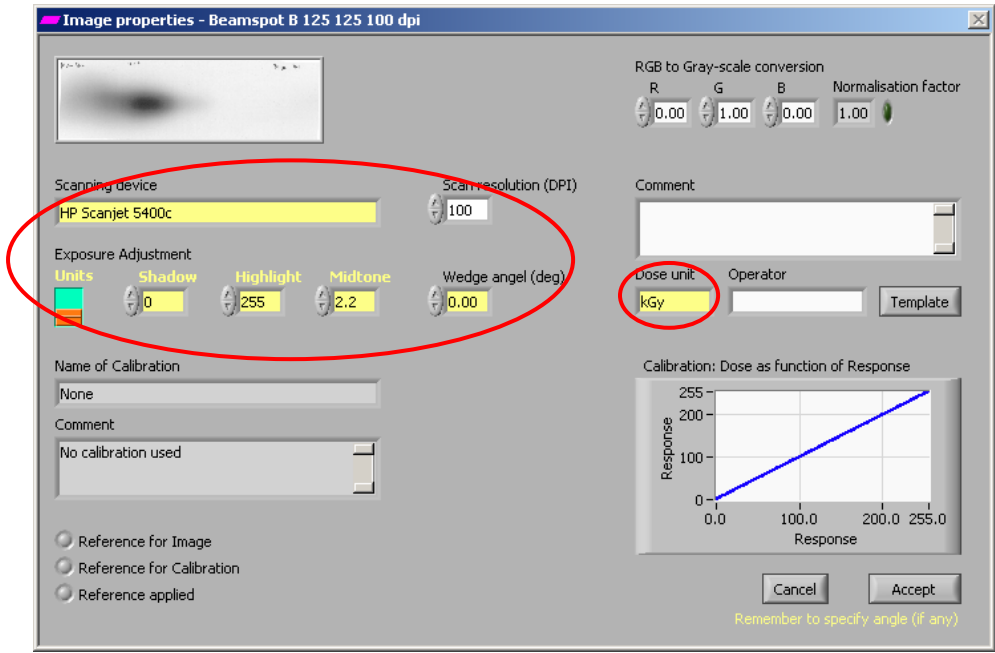 Image properties - Beamspot B 125 125 100 dpi
RGB to Gray-scale conversion
R G B Normalisation factor
0.00 1.00 0.00 1.00
Scanning device Scan resolution (DPI)
HP Scanjet 5400c 100
Exposure Adjustment
Units Shadow Highlight Midtone Wedge angel (deg)
0 255 2.2 0.00
Comment
Dose unit Operator
kGy Template
Name of Calibration
None
Comment
No calibration used
Reference for Image
Reference for Calibration
Reference applied
Calibration: Dose as function of Response
255
200
100
0
Response
0.0 100.0 200.0 255.0
Response
Cancel Accept
Remember to specify angle (if any)